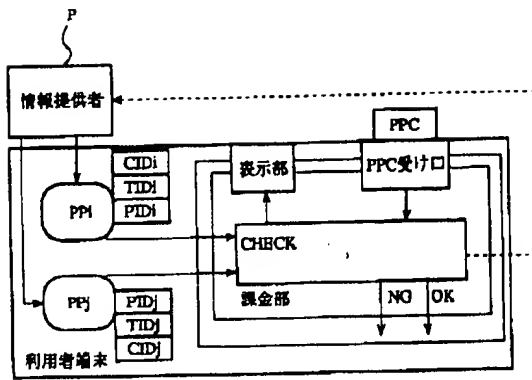 P
情報提供者
PPC
CIDi
TIDi
PIDi
PPi
表示部
PPC受け口
CHECK
課金部
NG
OK
PPj
PIDj
TIDj
CIDj
利用者端末